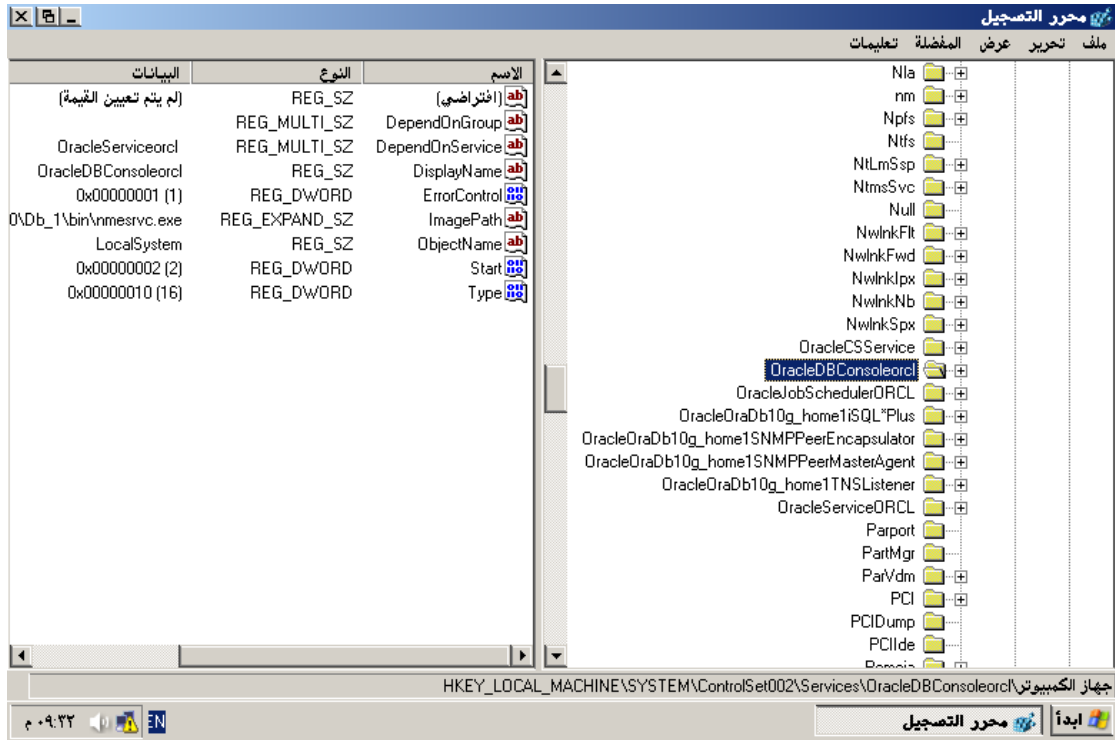 محرر التسجيل
ملف تحرير عرض المفضلة تعليمات
Nla
nm
Npfs
Ntfs
NtLmSsp
NtmsSvc
Null
NwlnkFlt
NwlnkFwd
NwlnkIpx
NwlnkNb
NwlnkSpx
OracleCSService
OracleDBConsoleorcl
OracleJobSchedulerORCL
OracleOraDb10g_home1iSQL*Plus
OracleOraDb10g_home1SNMPPeerEncapsulator
OracleOraDb10g_home1SNMPPeerMasterAgent
OracleOraDb10g_home1TNSListener
OracleServiceORCL
Parport
PartMgr
ParVdm
PCI
PCIDump
PCIIde
الاسم النوع البيانات
(افتراضي) REG_SZ (لم يتم تعيين القيمة)
DependOnGroup REG_MULTI_SZ
DependOnService REG_MULTI_SZ OracleServiceorcl
DisplayName REG_SZ OracleDBConsoleorcl
ErrorControl REG_DWORD 0x00000001 (1)
ImagePath REG_EXPAND_SZ 0\Db_1\bin\nmesrvc.exe
ObjectName REG_SZ LocalSystem
Start REG_DWORD 0x00000002 (2)
Type REG_DWORD 0x00000010 (16)
جهاز الكمبيوتر\HKEY_LOCAL_MACHINE\SYSTEM\ControlSet002\Services\OracleDBConsoleorcl
ابدأ محرر التسجيل EN ٠٩:٣٢ م